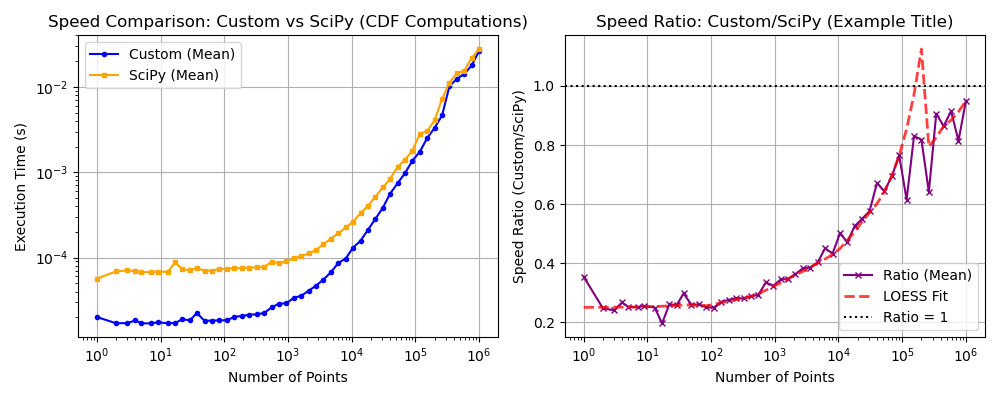 Speed Comparison: Custom vs SciPy (CDF Computations)
Custom (Mean)
SciPy (Mean)
Execution Time (s)
10⁻²
10⁻³
10⁻⁴
10⁰ 10¹ 10² 10³ 10⁴ 10⁵ 10⁶
Number of Points
Speed Ratio: Custom/SciPy (Example Title)
Speed Ratio (Custom/SciPy)
1.0
0.8
0.6
0.4
0.2
Ratio (Mean)
LOESS Fit
Ratio = 1
10⁰ 10¹ 10² 10³ 10⁴ 10⁵ 10⁶
Number of Points